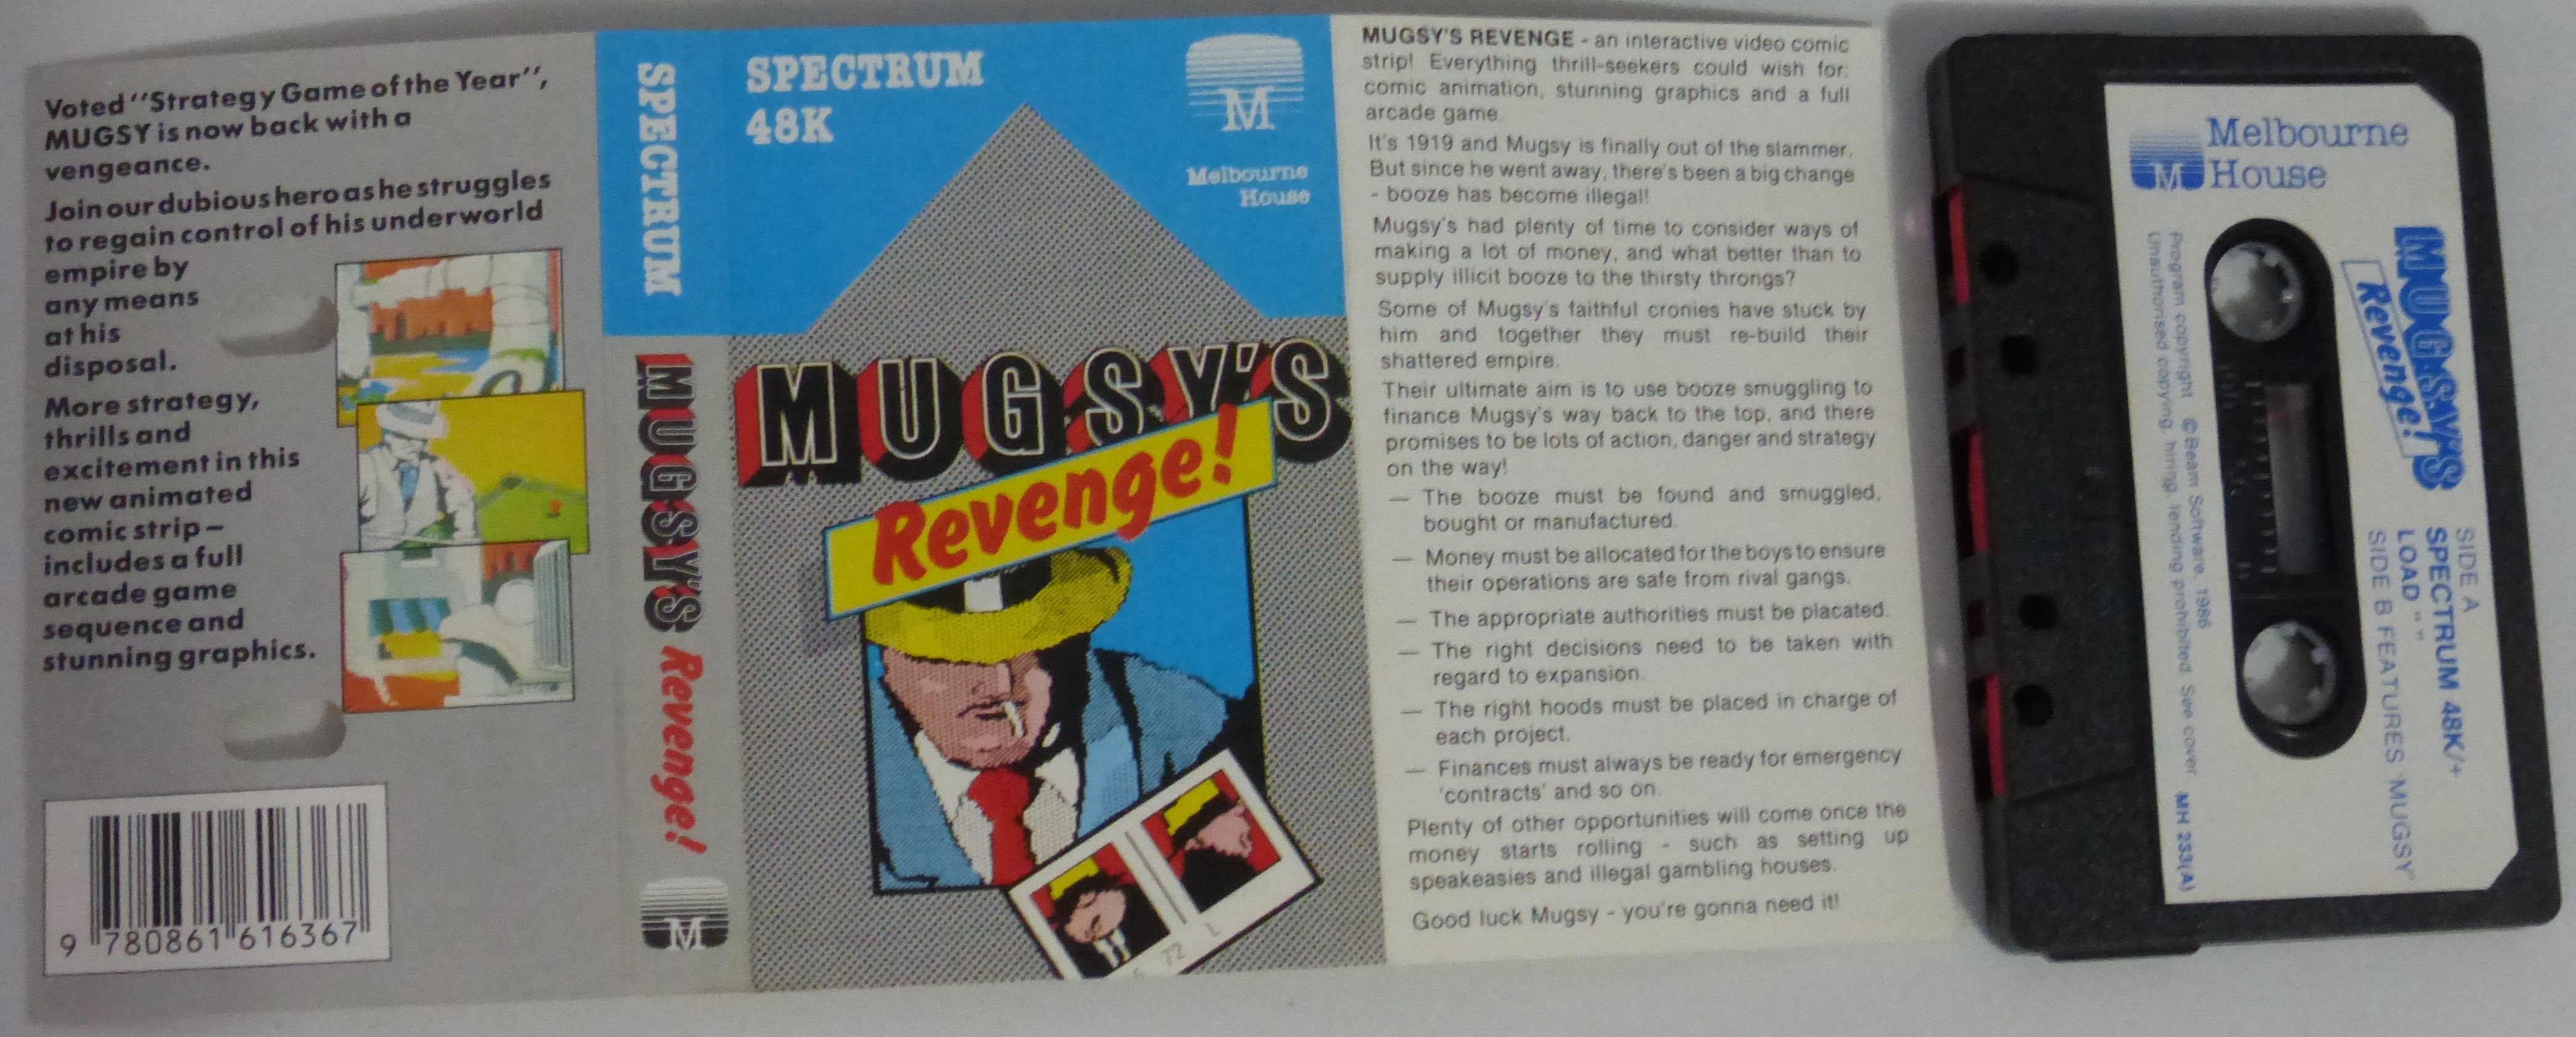 Voted "Strategy Game of the Year",
MUGSY is now back with a
vengeance.
Join our dubious hero as he struggles
to regain control of his underworld
empire by
any means
at his
disposal.
More strategy,
thrills and
excitement in this
new animated
comic strip –
includes a full
arcade game
sequence and
stunning graphics.
9 780861 616367
SPECTRUM
MUGSY'S Revenge!
M
SPECTRUM
48K
M
Melbourne
House
MUGSY'S
Revenge!
72
MUGSY'S REVENGE - an interactive video comic
strip! Everything thrill-seekers could wish for:
comic animation, stunning graphics and a full
arcade game.
It's 1919 and Mugsy is finally out of the slammer.
But since he went away, there's been a big change
- booze has become illegal!
Mugsy's had plenty of time to consider ways of
making a lot of money, and what better than to
supply illicit booze to the thirsty throngs?
Some of Mugsy's faithful cronies have stuck by
him and together they must re-build their
shattered empire.
Their ultimate aim is to use booze smuggling to
finance Mugsy's way back to the top, and there
promises to be lots of action, danger and strategy
on the way!
— The booze must be found and smuggled,
bought or manufactured.
— Money must be allocated for the boys to ensure
their operations are safe from rival gangs.
— The appropriate authorities must be placated.
— The right decisions need to be taken with
regard to expansion.
— The right hoods must be placed in charge of
each project.
— Finances must always be ready for emergency
'contracts' and so on.
Plenty of other opportunities will come once the
money starts rolling - such as setting up
speakeasies and illegal gambling houses.
Good luck Mugsy - you're gonna need it!
M
Melbourne
House
MUGSY'S
Revenge!
SIDE A
SPECTRUM 48K/+
LOAD " "
SIDE B FEATURES 'MUGSY'
Program copyright © Beam Software, 1986
Unauthorised copying, hiring, lending prohibited. See cover MH 233(A)